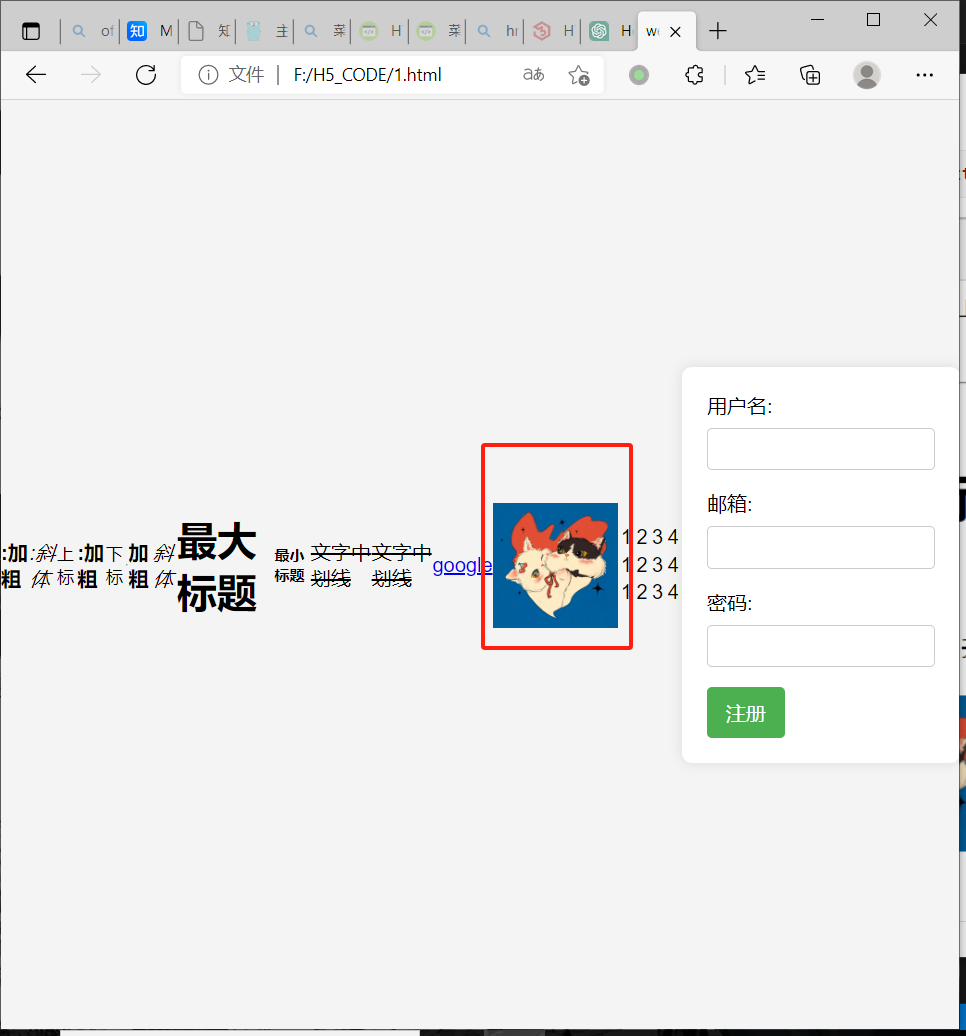 of
知
M
知
主
菜
H
菜
H
H
we
文件
F:/H5_CODE/1.html
aあ
:加粗
:斜体
上标
:加粗
下标
加粗
斜体
最大标题
最小标题
文字中划线
文字中划线
google
1 2 3 4
1 2 3 4
1 2 3 4
用户名:
邮箱:
密码:
注册